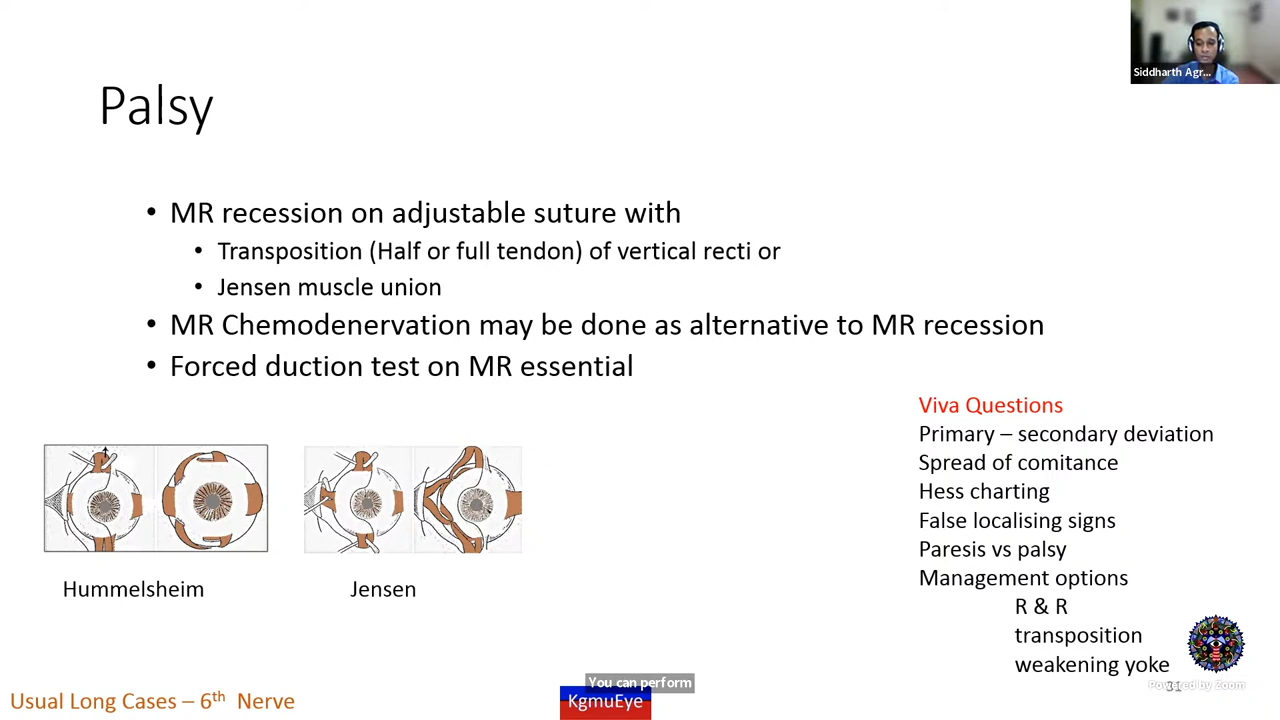 Siddharth Agr...
Palsy
• MR recession on adjustable suture with
• Transposition (Half or full tendon) of vertical recti or
• Jensen muscle union
• MR Chemodenervation may be done as alternative to MR recession
• Forced duction test on MR essential
Viva Questions
Primary – secondary deviation
Spread of comitance
Hess charting
False localising signs
Paresis vs palsy
Management options
R & R
transposition
weakening yoke
Hummelsheim
Jensen
Usual Long Cases – 6th Nerve
You can perform
KgmuEye
Powered by Zoom
31